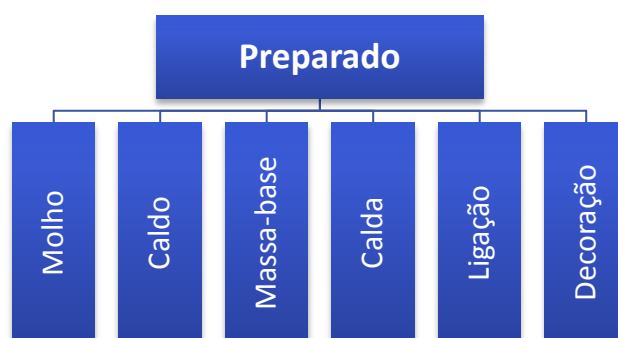 Preparado
Molho
Caldo
Massa-base
Calda
Ligação
Decoração